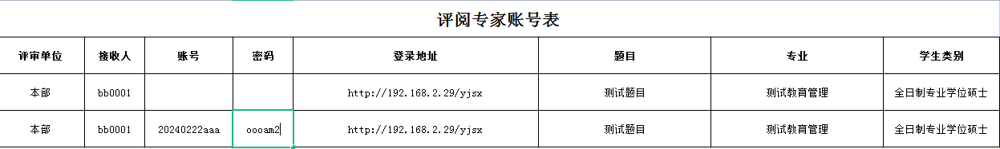 评阅专家账号表
评审单位 接收人 账号 密码 登录地址 题目 专业 学生类别
本部 bb0001 http://192.168.2.29/yjsx 测试题目 测试教育管理 全日制专业学位硕士
本部 bb0001 20240222aaa oooam2 http://192.168.2.29/yjsx 测试题目 测试教育管理 全日制专业学位硕士